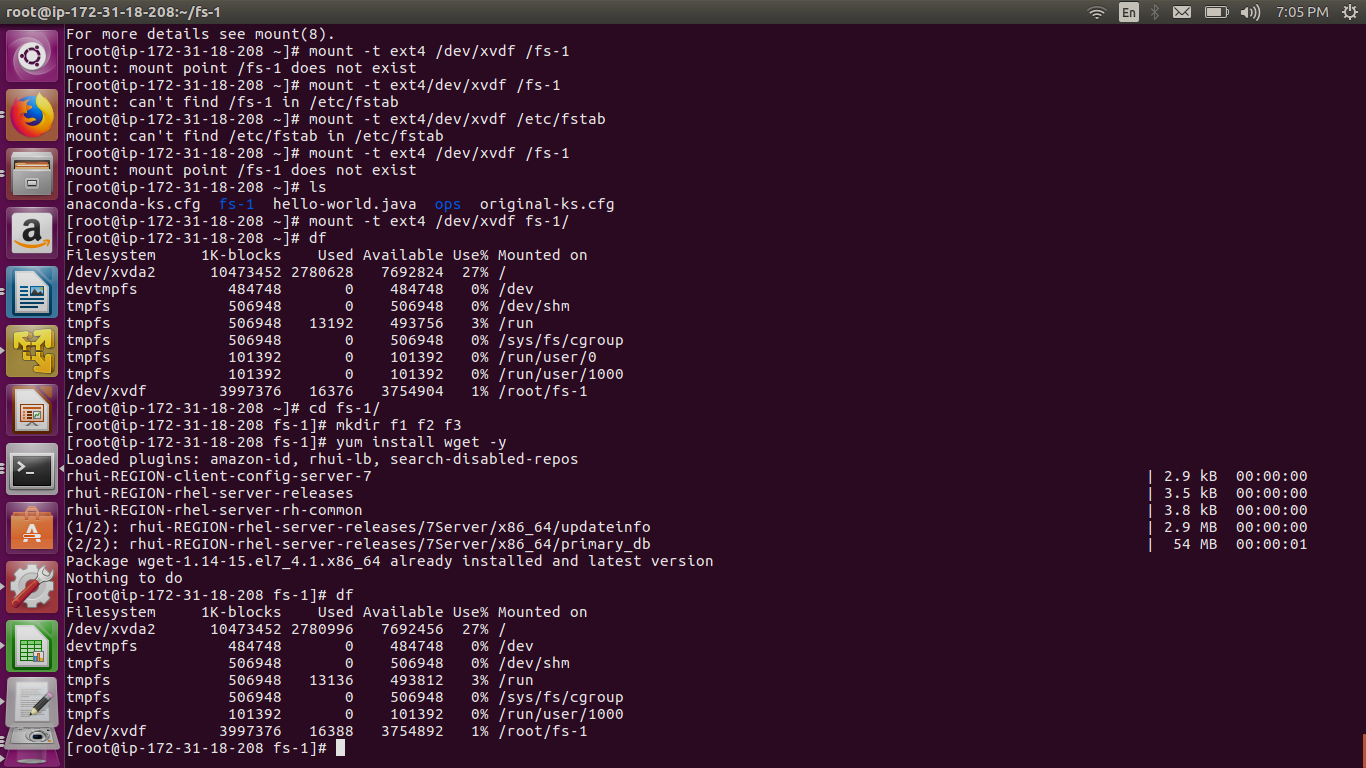 root@ip-172-31-18-208:~/fs-1
En
7:05 PM
For more details see mount(8).
[root@ip-172-31-18-208 ~]# mount -t ext4 /dev/xvdf /fs-1
mount: mount point /fs-1 does not exist
[root@ip-172-31-18-208 ~]# mount -t ext4/dev/xvdf /fs-1
mount: can't find /fs-1 in /etc/fstab
[root@ip-172-31-18-208 ~]# mount -t ext4/dev/xvdf /etc/fstab
mount: can't find /etc/fstab in /etc/fstab
[root@ip-172-31-18-208 ~]# mount -t ext4 /dev/xvdf /fs-1
mount: mount point /fs-1 does not exist
[root@ip-172-31-18-208 ~]# ls
anaconda-ks.cfg  fs-1  hello-world.java  ops  original-ks.cfg
[root@ip-172-31-18-208 ~]# mount -t ext4 /dev/xvdf fs-1/
[root@ip-172-31-18-208 ~]# df
Filesystem     1K-blocks    Used Available Use% Mounted on
/dev/xvda2      10473452 2780628   7692824  27% /
devtmpfs          484748       0    484748   0% /dev
tmpfs             506948       0    506948   0% /dev/shm
tmpfs             506948   13192    493756   3% /run
tmpfs             506948       0    506948   0% /sys/fs/cgroup
tmpfs             101392       0    101392   0% /run/user/0
tmpfs             101392       0    101392   0% /run/user/1000
/dev/xvdf        3997376   16376   3754904   1% /root/fs-1
[root@ip-172-31-18-208 ~]# cd fs-1/
[root@ip-172-31-18-208 fs-1]# mkdir f1 f2 f3
[root@ip-172-31-18-208 fs-1]# yum install wget -y
Loaded plugins: amazon-id, rhui-lb, search-disabled-repos
rhui-REGION-client-config-server-7 | 2.9 kB  00:00:00
rhui-REGION-rhel-server-releases | 3.5 kB  00:00:00
rhui-REGION-rhel-server-rh-common | 3.8 kB  00:00:00
(1/2): rhui-REGION-rhel-server-releases/7Server/x86_64/updateinfo | 2.9 MB  00:00:00
(2/2): rhui-REGION-rhel-server-releases/7Server/x86_64/primary_db |  54 MB  00:00:01
Package wget-1.14-15.el7_4.1.x86_64 already installed and latest version
Nothing to do
[root@ip-172-31-18-208 fs-1]# df
Filesystem     1K-blocks    Used Available Use% Mounted on
/dev/xvda2      10473452 2780996   7692456  27% /
devtmpfs          484748       0    484748   0% /dev
tmpfs             506948       0    506948   0% /dev/shm
tmpfs             506948   13136    493812   3% /run
tmpfs             506948       0    506948   0% /sys/fs/cgroup
tmpfs             101392       0    101392   0% /run/user/1000
/dev/xvdf        3997376   16388   3754892   1% /root/fs-1
[root@ip-172-31-18-208 fs-1]#